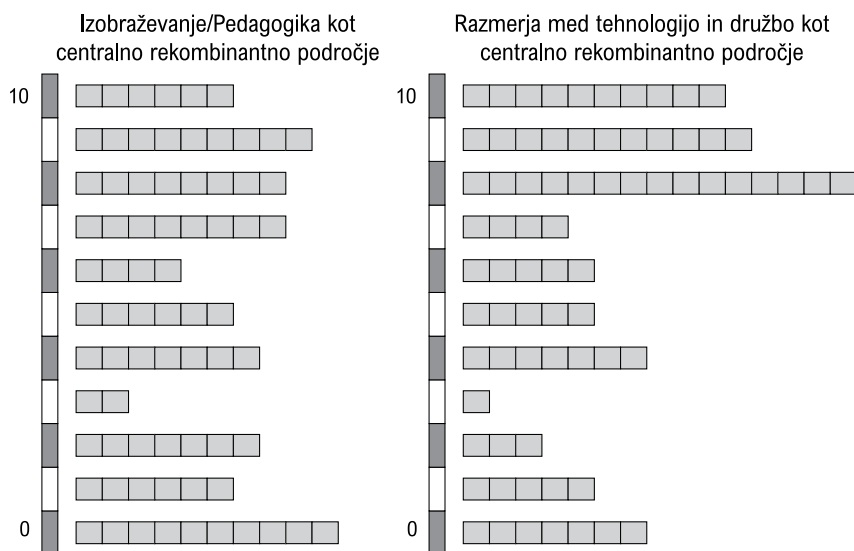 Izobraževanje/Pedagogika kot
centralno rekombinantno področje
10
0
Razmerja med tehnologijo in družbo kot
centralno rekombinantno področje
10
0